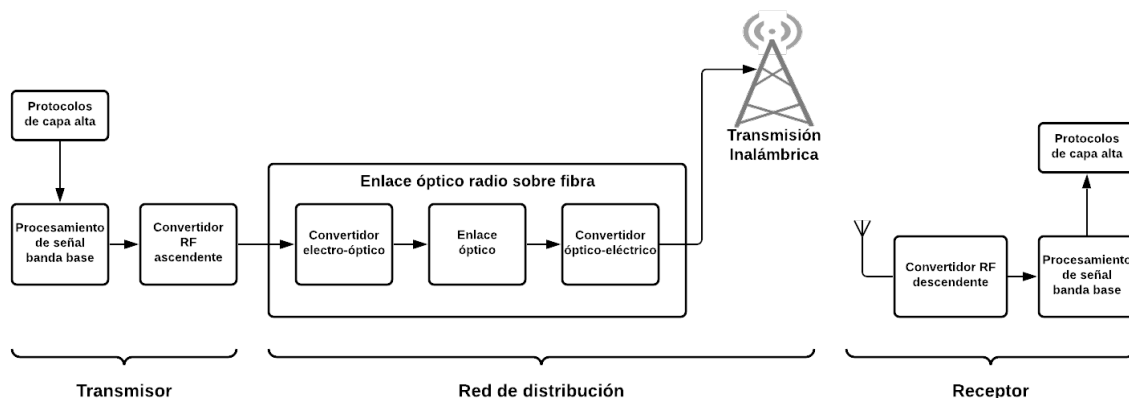 Protocolos
de capa alta
Procesamiento
de señal
banda base
Convertidor
RF
ascendente
Enlace óptico radio sobre fibra
Convertidor
electro-óptico
Enlace
óptico
Convertidor
óptico-eléctrico
Transmisión
Inalámbrica
Protocolos
de capa alta
Convertidor RF
descendente
Procesamiento
de señal
banda base
Transmisor
Red de distribución
Receptor